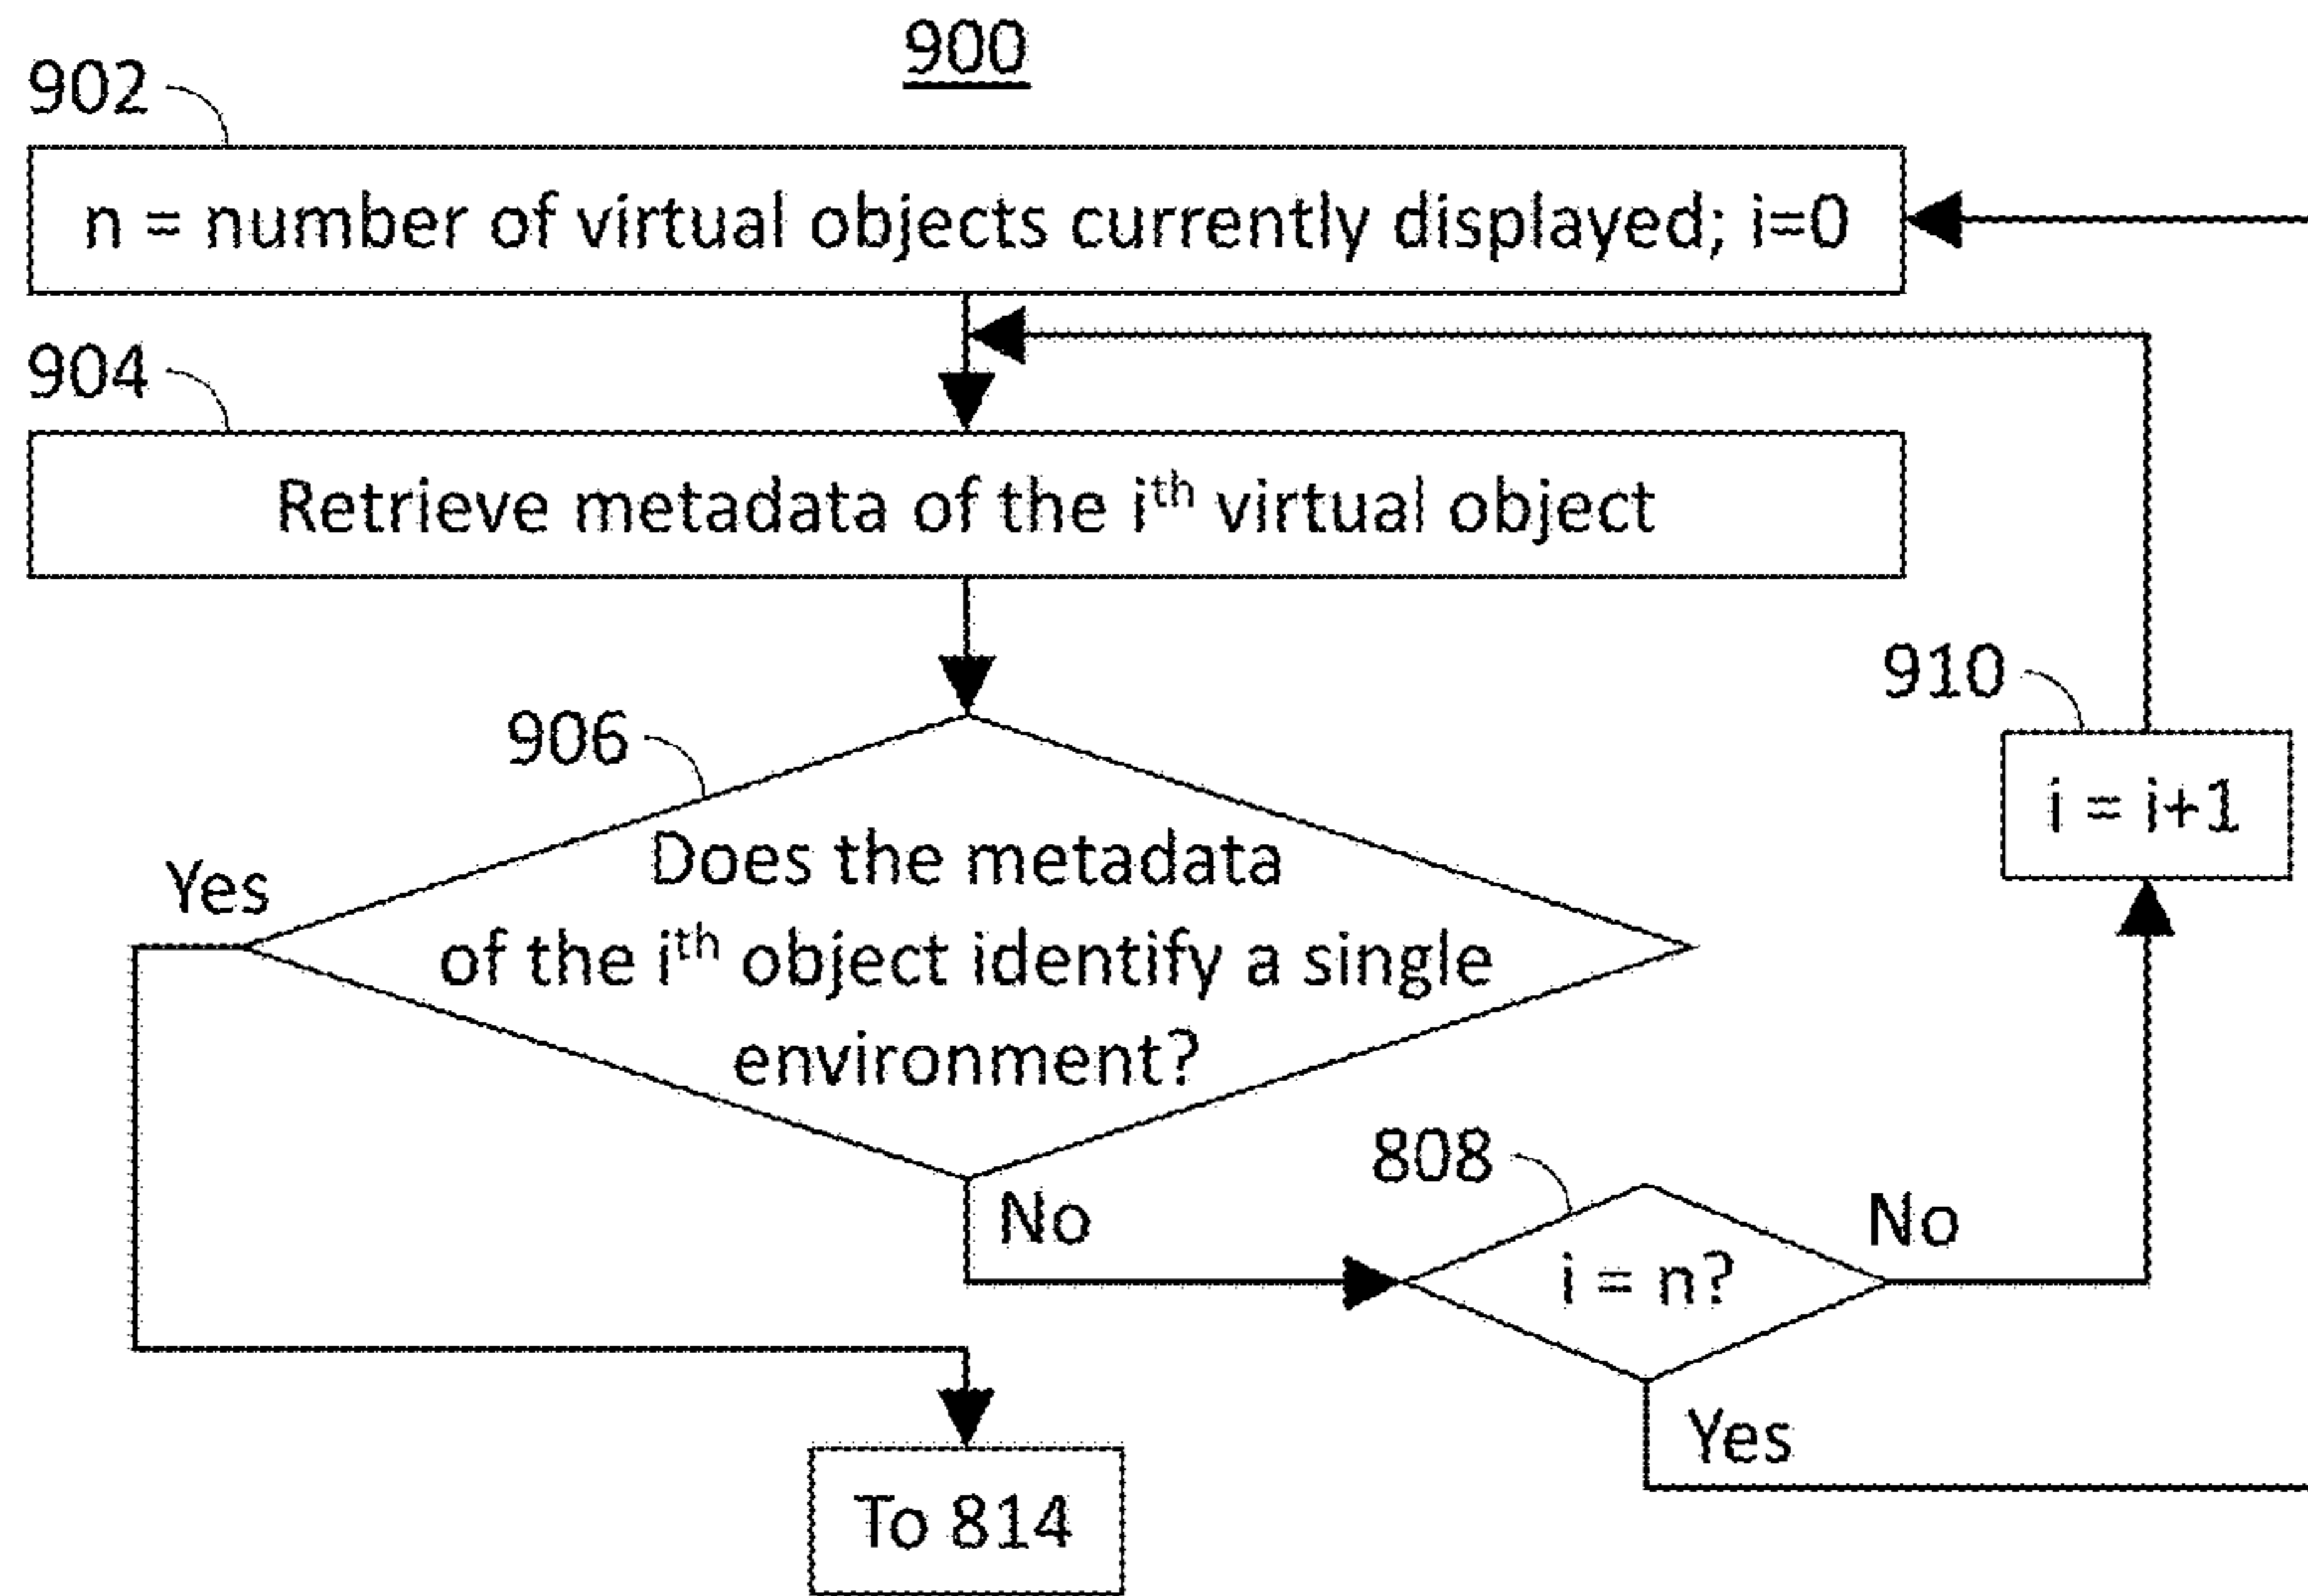 900
902
n = number of virtual objects currently displayed; i=0
904
Retrieve metadata of the iᵗʰ virtual object
910
906
i = i+1
Does the metadata
Yes
of the iᵗʰ object identify a single
environment?
808
No
No
i = n?
Yes
To 814